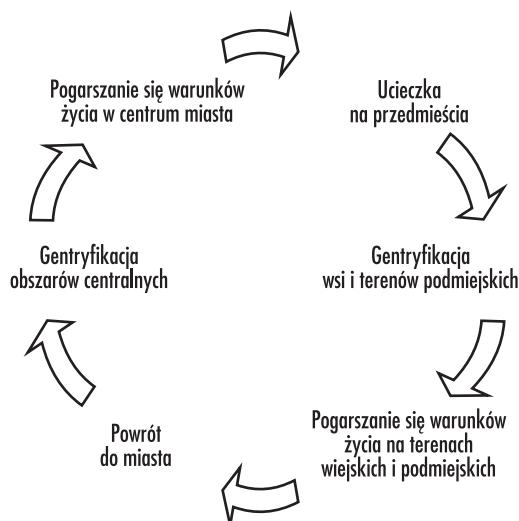 Pogarszanie się warunków
życia w centrum miasta
Ucieczka
na przedmieścia
Gentryfikacja
wsi i terenów podmiejskich
Pogarszanie się warunków
życia na terenach
wiejskich i podmiejskich
Powrót
do miasta
Gentryfikacja
obszarów centralnych